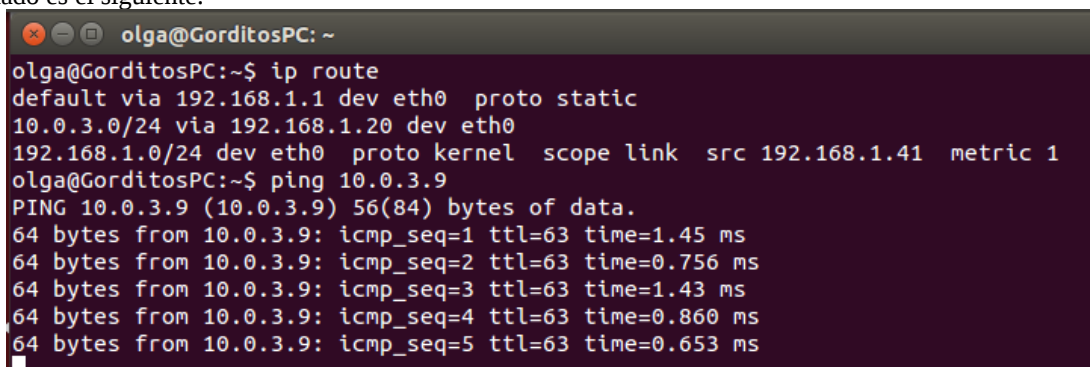 ado es el siguiente:
olga@GorditosPC: ~
olga@GorditosPC:~$ ip route
default via 192.168.1.1 dev eth0  proto static
10.0.3.0/24 via 192.168.1.20 dev eth0
192.168.1.0/24 dev eth0  proto kernel  scope link  src 192.168.1.41  metric 1
olga@GorditosPC:~$ ping 10.0.3.9
PING 10.0.3.9 (10.0.3.9) 56(84) bytes of data.
64 bytes from 10.0.3.9: icmp_seq=1 ttl=63 time=1.45 ms
64 bytes from 10.0.3.9: icmp_seq=2 ttl=63 time=0.756 ms
64 bytes from 10.0.3.9: icmp_seq=3 ttl=63 time=1.43 ms
64 bytes from 10.0.3.9: icmp_seq=4 ttl=63 time=0.860 ms
64 bytes from 10.0.3.9: icmp_seq=5 ttl=63 time=0.653 ms